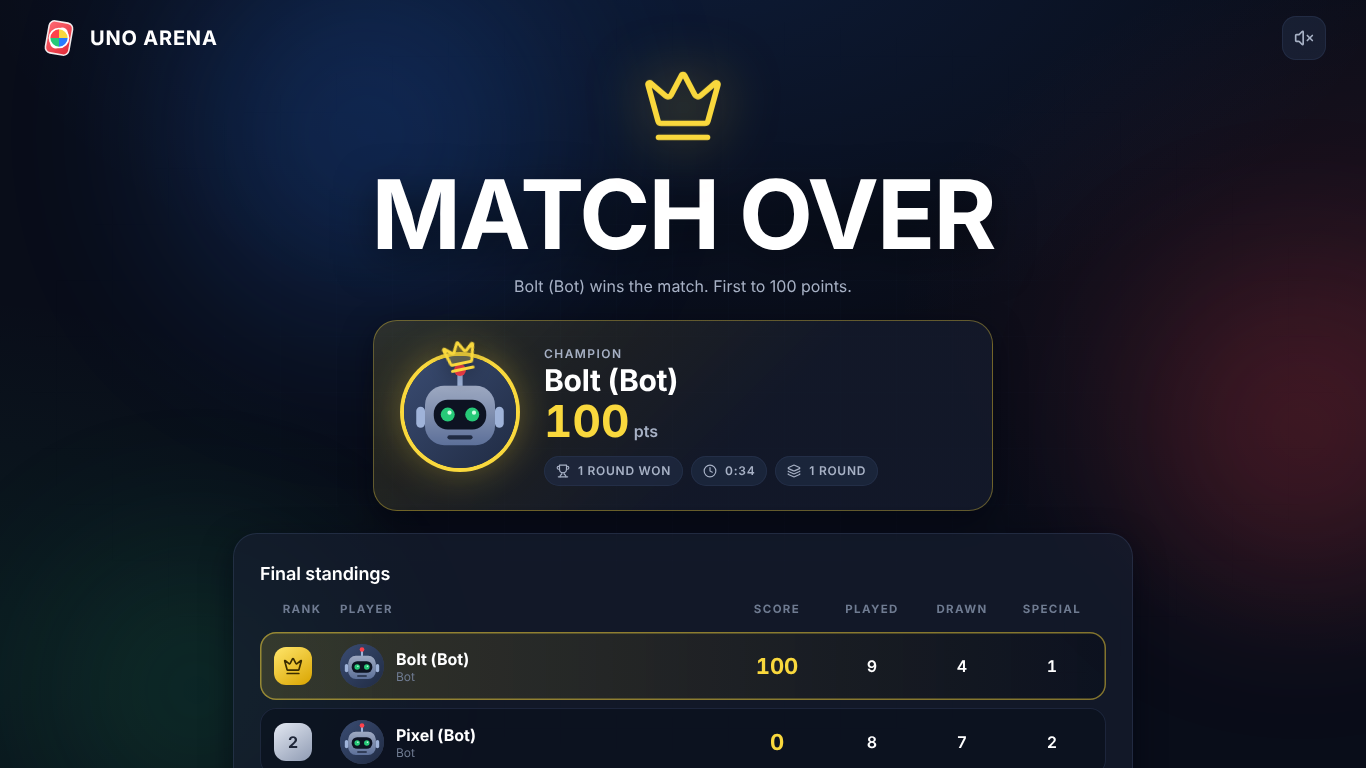 UNO ARENA
MATCH OVER
Bolt (Bot) wins the match. First to 100 points.
CHAMPION
Bolt (Bot)
100 pts
1 ROUND WON 0:34 1 ROUND
Final standings
RANK PLAYER SCORE PLAYED DRAWN SPECIAL
Bolt (Bot) 100 9 4 1
Bot
2 Pixel (Bot) 0 8 7 2
Bot